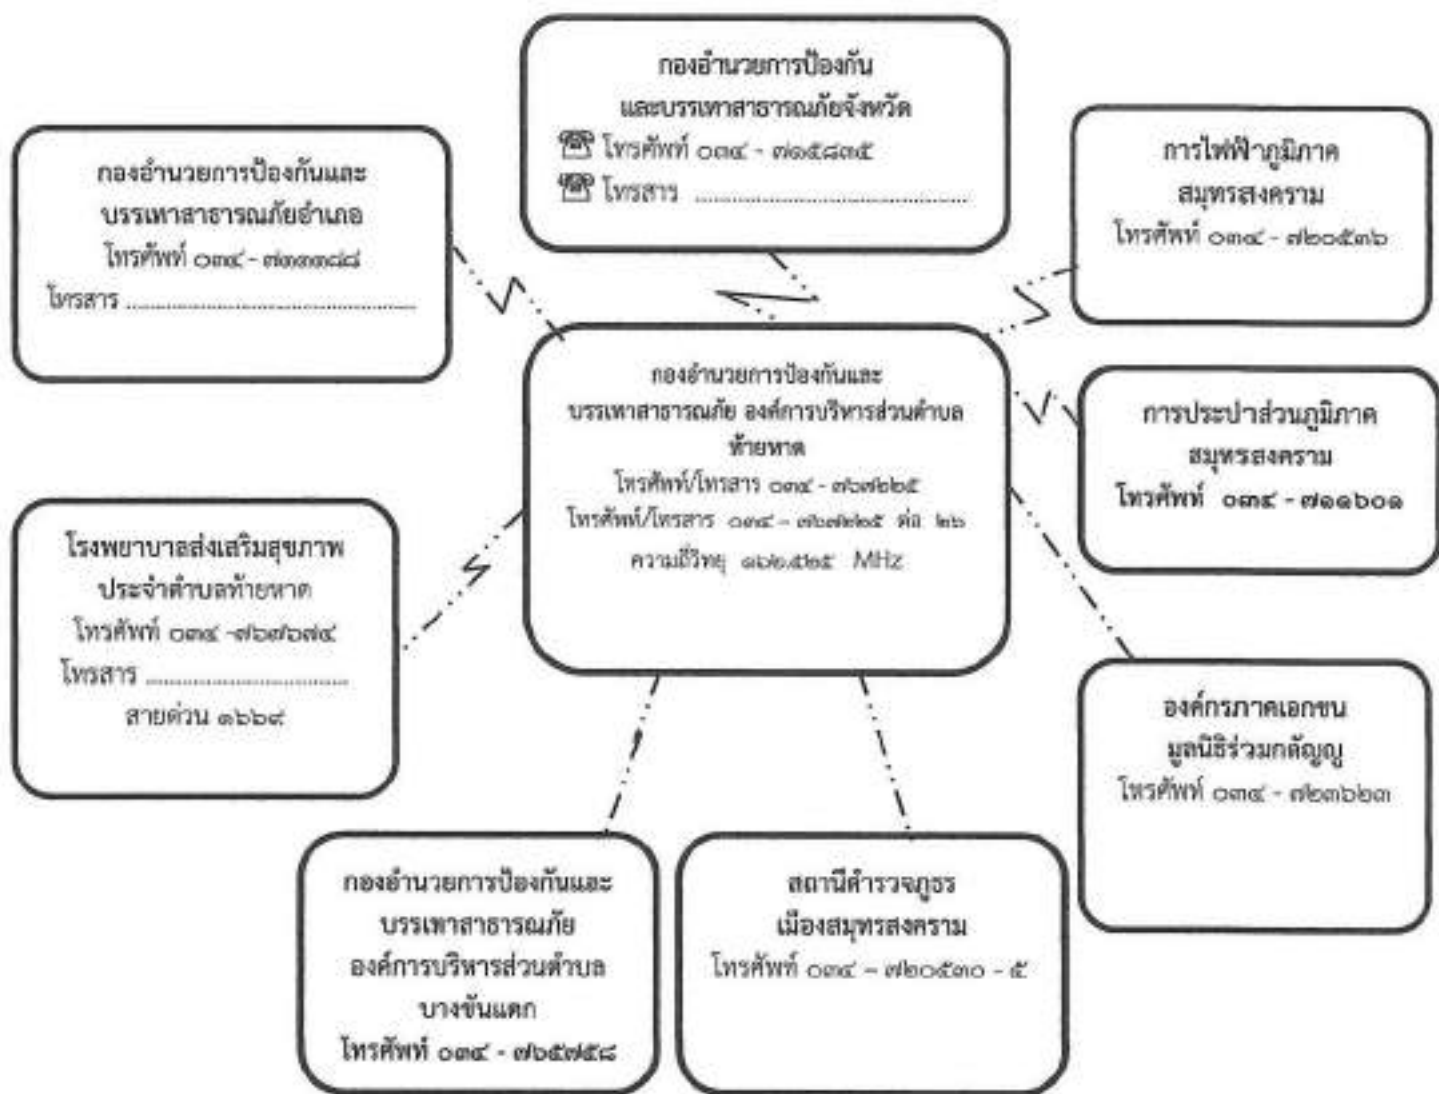 กองอำนวยการป้องกัน
และบรรเทาสาธารณภัยจังหวัด
โทรศัพท์ ๐๓๔ - ๗๑๕๘๓๕
โทรสาร ........................................
กองอำนวยการป้องกันและ
บรรเทาสาธารณภัยอำเภอ
โทรศัพท์ ๐๓๔ - ๗๓๓๓๘๘
โทรสาร ...........................................
การไฟฟ้าภูมิภาค
สมุทรสงคราม
โทรศัพท์ ๐๓๔ - ๗๒๐๕๓๖
กองอำนวยการป้องกันและ
บรรเทาสาธารณภัย องค์การบริหารส่วนตำบล
ท้ายหาด
โทรศัพท์/โทรสาร ๐๓๔ - ๗๖๗๒๒๕
โทรศัพท์/โทรสาร ๐๓๔ – ๗๖๗๒๒๕ ต่อ ๒๖
ความถี่วิทยุ ๑๖๒.๕๒๕ MHz
การประปาส่วนภูมิภาค
สมุทรสงคราม
โทรศัพท์ ๐๓๔ - ๗๑๑๖๐๑
โรงพยาบาลส่งเสริมสุขภาพ
ประจำตำบลท้ายหาด
โทรศัพท์ ๐๓๔ -๗๖๗๖๗๔
โทรสาร ..............................
สายด่วน ๑๖๖๙
องค์กรภาคเอกชน
มูลนิธิร่วมกตัญญู
โทรศัพท์ ๐๓๔ - ๗๒๓๖๒๓
กองอำนวยการป้องกันและ
บรรเทาสาธารณภัย
องค์การบริหารส่วนตำบล
บางขันแตก
โทรศัพท์ ๐๓๔ - ๗๖๕๗๕๘
สถานีตำรวจภูธร
เมืองสมุทรสงคราม
โทรศัพท์ ๐๓๔ – ๗๒๐๕๓๐ - ๕